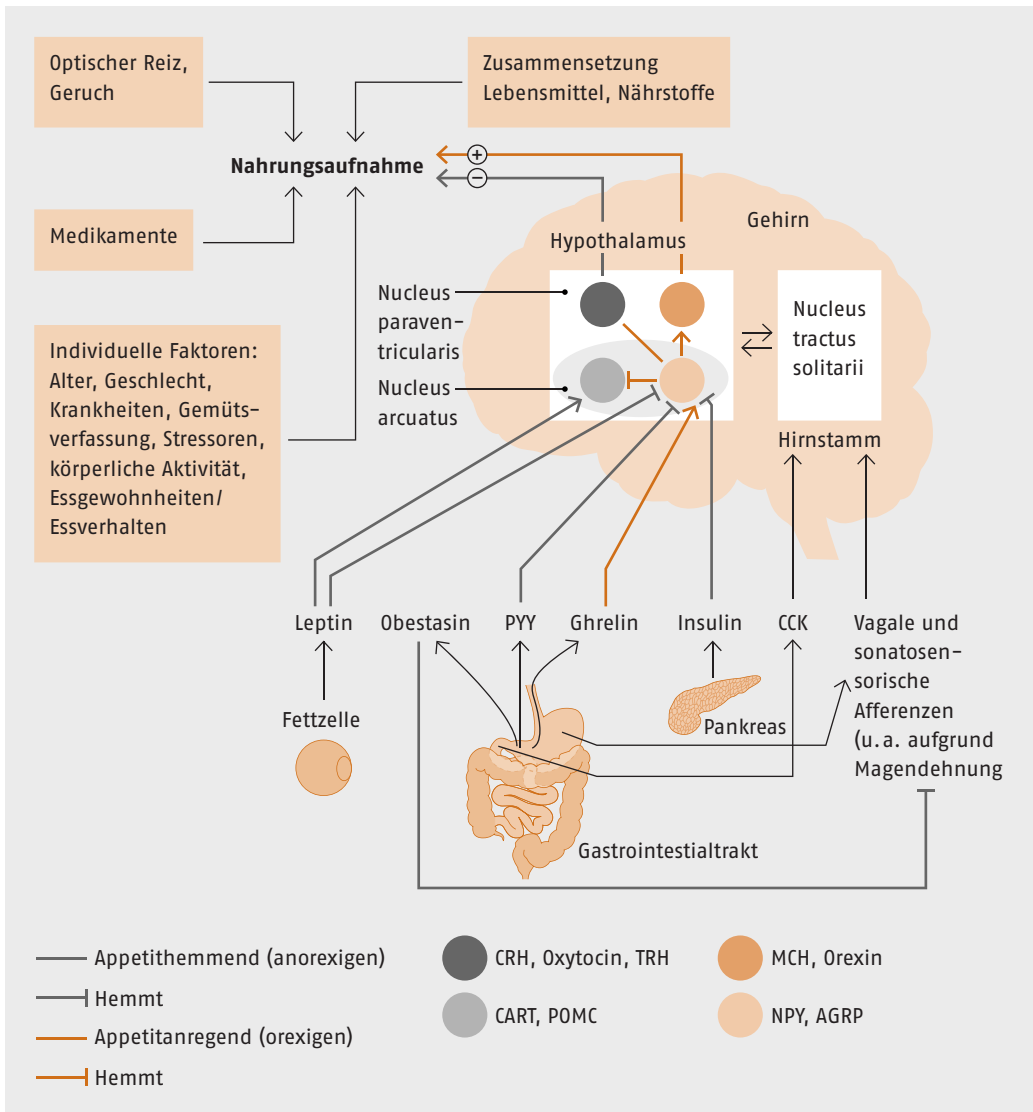 Optischer Reiz,
Geruch
Zusammensetzung
Lebensmittel, Nährstoffe
Nahrungsaufnahme
+
−
Medikamente
Gehirn
Hypothalamus
Nucleus
paraven-
tricularis
Nucleus
arcuatus
Nucleus
tractus
solitarii
Hirnstamm
Individuelle Faktoren:
Alter, Geschlecht,
Krankheiten, Gemüts-
verfassung, Stressoren,
körperliche Aktivität,
Essgewohnheiten/
Essverhalten
Leptin
Obestasin
PYY
Ghrelin
Insulin
CCK
Vagale und
sonatosen-
sorische
Afferenzen
(u. a. aufgrund
Magendehnung
Fettzelle
Pankreas
Gastrointestialtrakt
Appetithemmend (anorexigen)
Hemmt
Appetitanregend (orexigen)
Hemmt
CRH, Oxytocin, TRH
CART, POMC
MCH, Orexin
NPY, AGRP